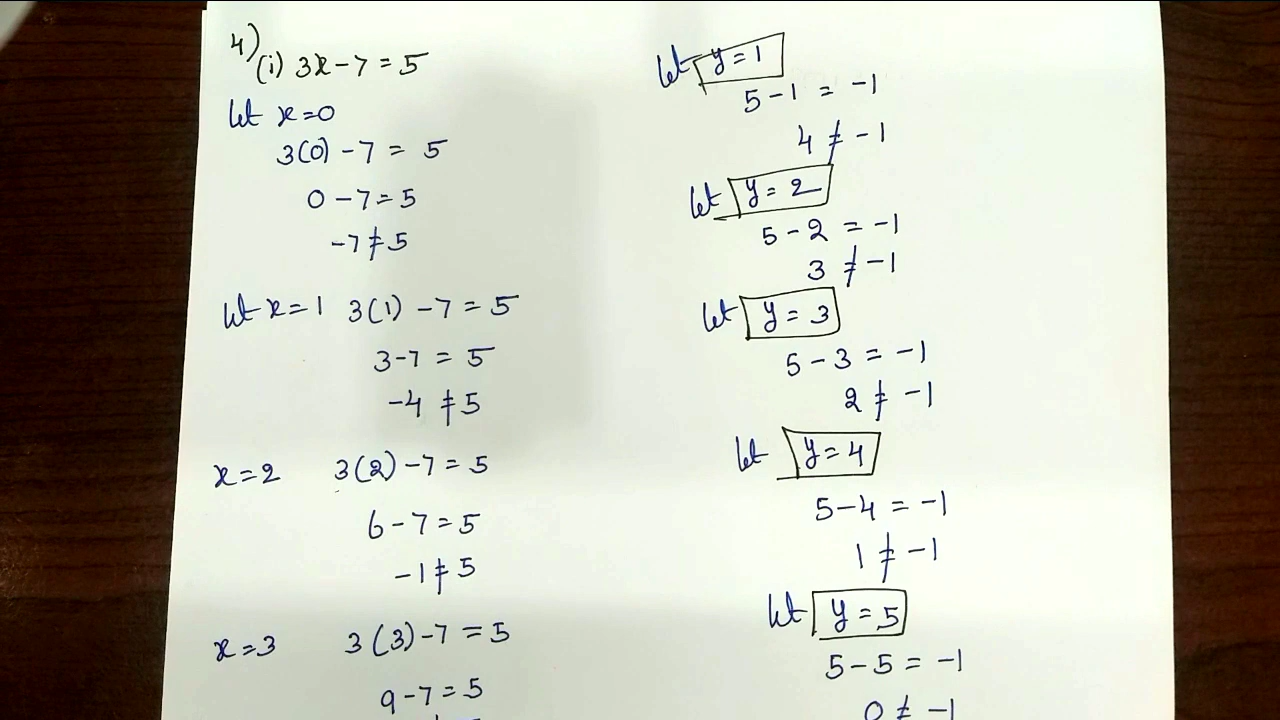 4)
(i) 3x - 7 = 5
let x = 0
3(0) - 7 = 5
0 - 7 = 5
-7 ≠ 5
let x = 1 3(1) - 7 = 5
3 - 7 = 5
-4 ≠ 5
x = 2 3(2) - 7 = 5
6 - 7 = 5
-1 ≠ 5
x = 3 3(3) - 7 = 5
9 - 7 = 5
let y = 1
5 - 1 = -1
4 ≠ -1
let y = 2
5 - 2 = -1
3 ≠ -1
let y = 3
5 - 3 = -1
2 ≠ -1
let y = 4
5 - 4 = -1
1 ≠ -1
let y = 5
5 - 5 = -1
0 ≠ -1